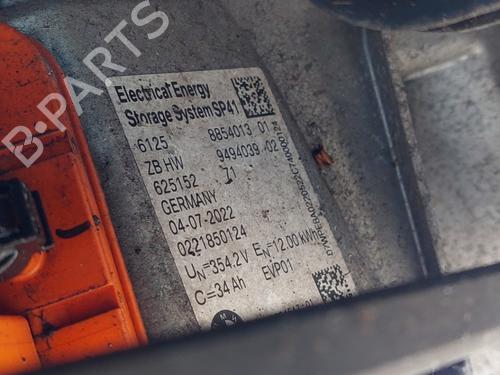 Electrical Energy
Storage System SP41
6125 8854013 01
ZB HW 9494039-02
625152 71
GERMANY
04-07-2022
0221850124
UN=354.2V EN=12.00 kWh
C=34Ah EVP01
B-PARTS